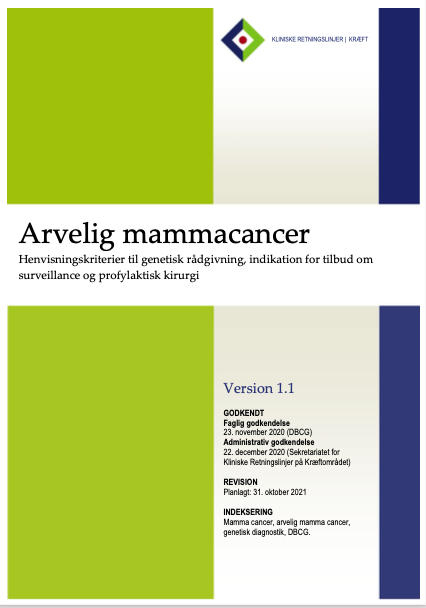 KLINISKE RETNINGSLINJER | KRÆFT
Arvelig mammacancer
Henvisningskriterier til genetisk rådgivning, indikation for tilbud om
surveillance og profylaktisk kirurgi
Version 1.1
GODKENDT
Faglig godkendelse
23. november 2020 (DBCG)
Administrativ godkendelse
22. december 2020 (Sekretariatet for
Kliniske Retningslinjer på Kræftområdet)
REVISION
Planlagt: 31. oktober 2021
INDEKSERING
Mamma cancer, arvelig mamma cancer,
genetisk diagnostik, DBCG.